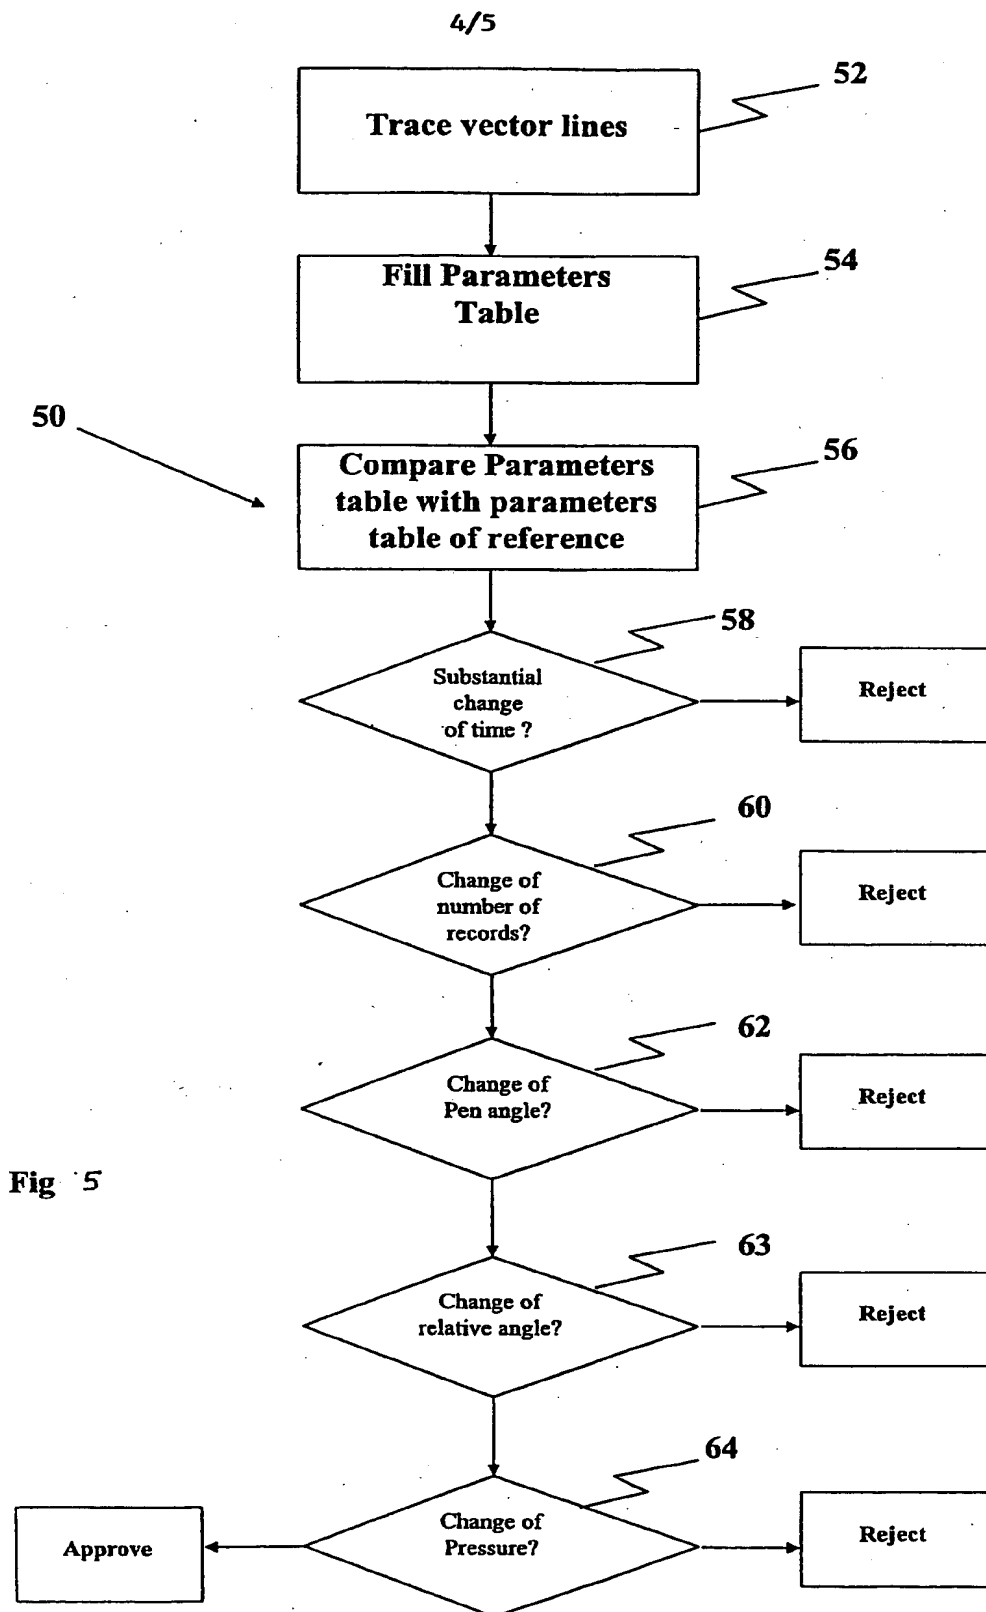 4/5
52
Trace vector lines
54
Fill Parameters
Table
50
56
Compare Parameters
table with parameters
table of reference
58
Substantial
change
of time ?
Reject
60
Change of
number of
records?
Reject
62
Change of
Pen angle?
Reject
Fig 5
63
Change of
relative angle?
Reject
64
Change of
Pressure?
Approve
Reject